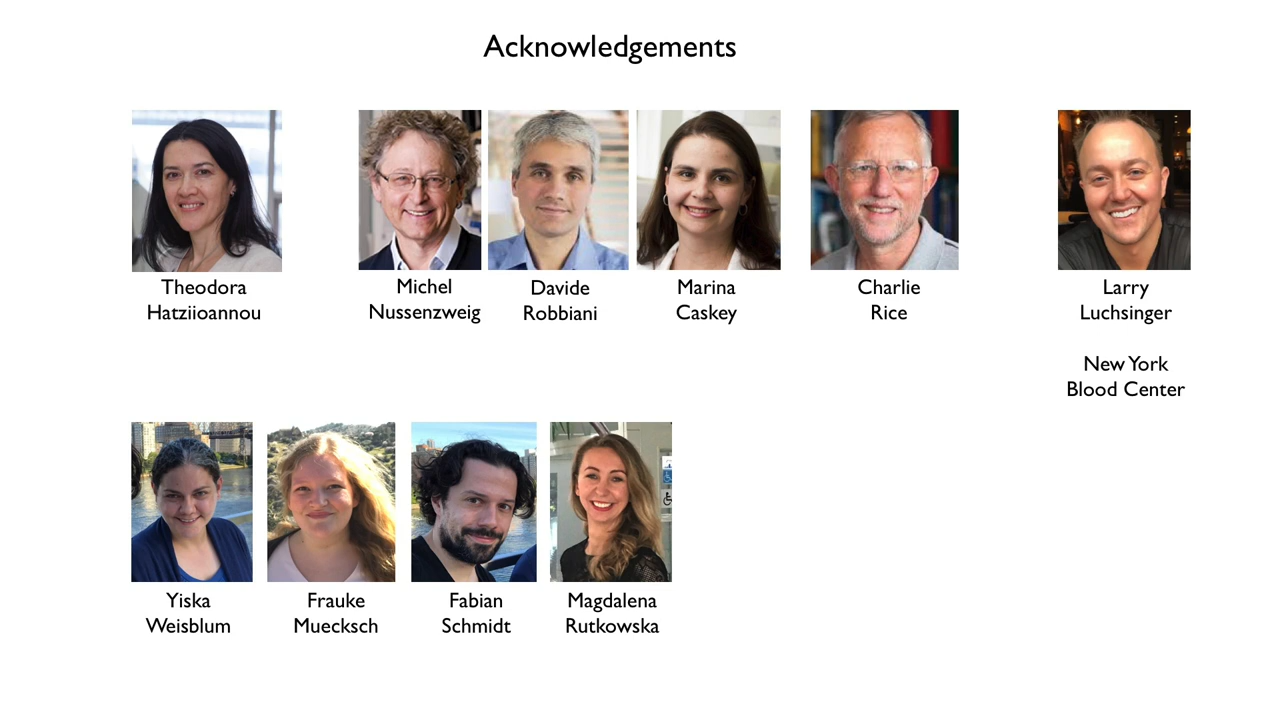 Acknowledgements
Theodora
Hatziioannou
Michel
Nussenzweig
Davide
Robbiani
Marina
Caskey
Charlie
Rice
Larry
Luchsinger
New York
Blood Center
Yiska
Weisblum
Frauke
Muecksch
Fabian
Schmidt
Magdalena
Rutkowska